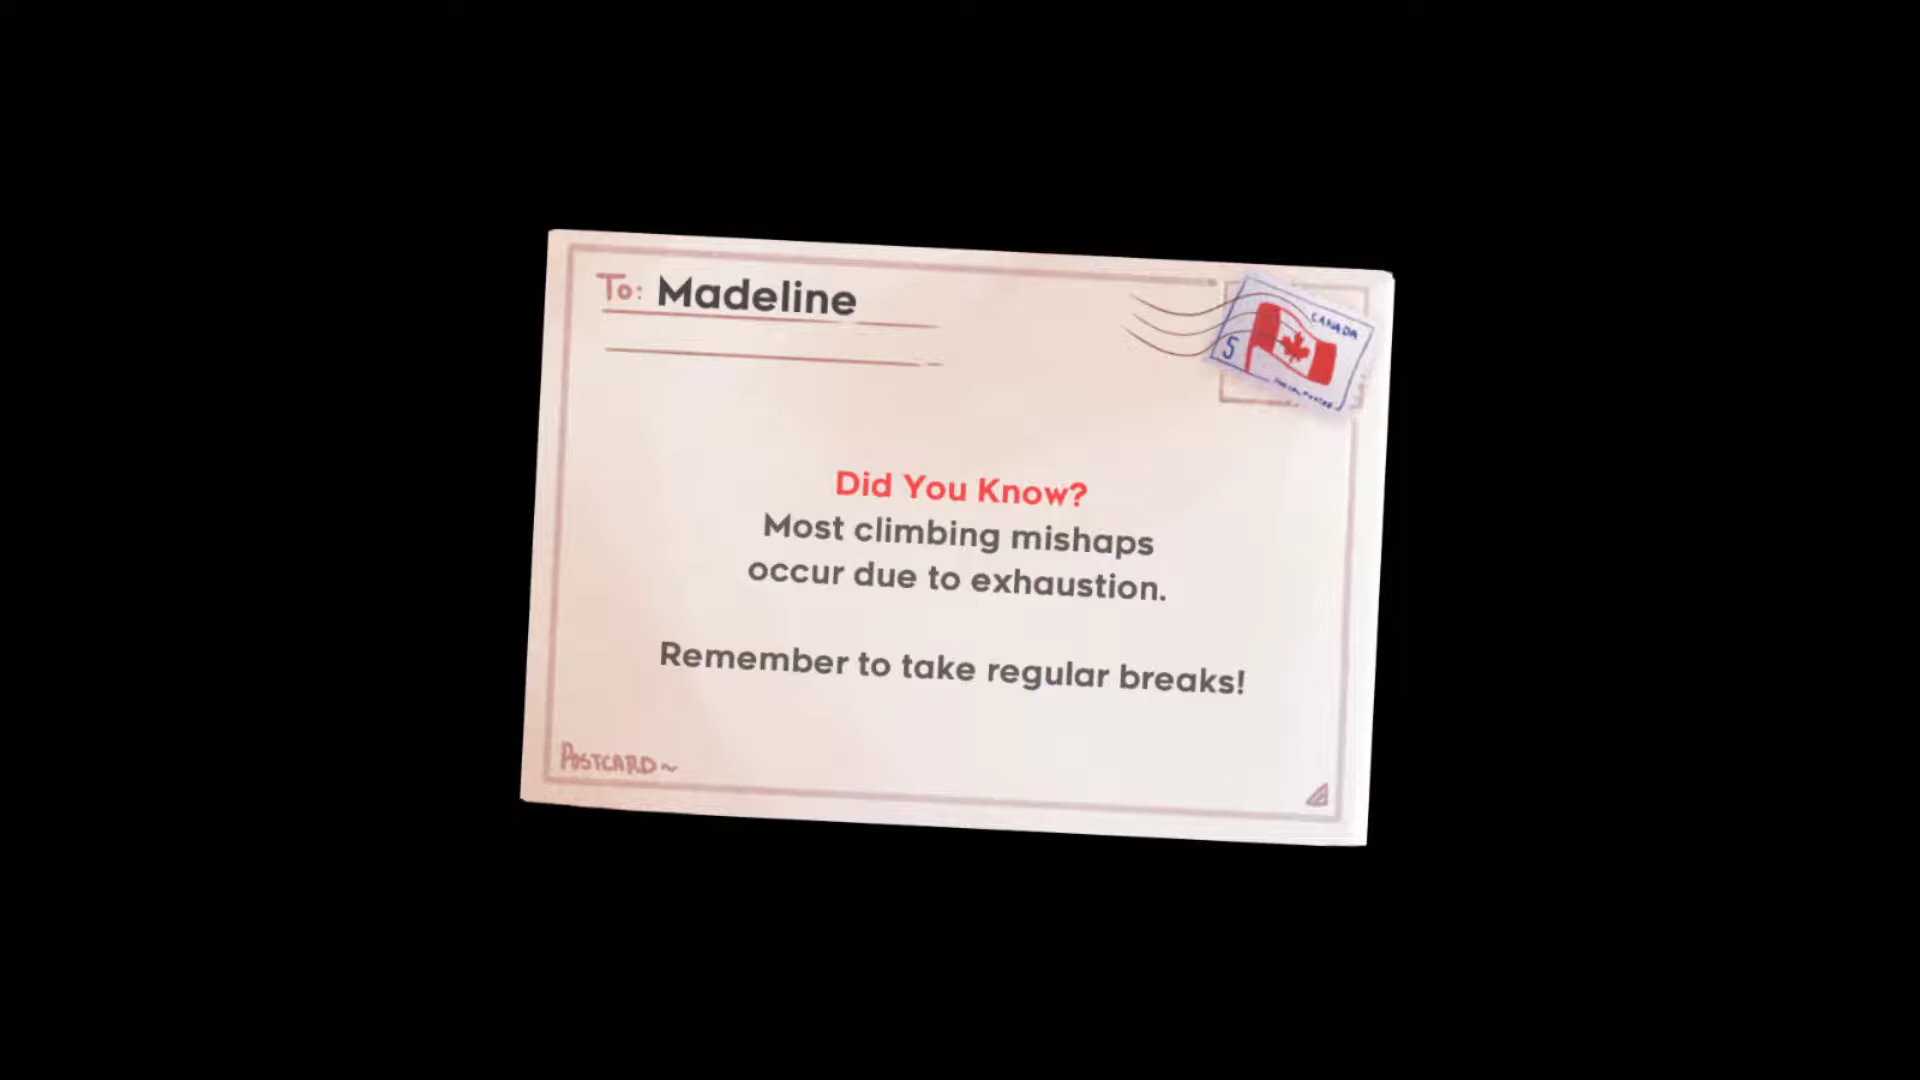 To: Madeline
CANADA
5
Did You Know?
Most climbing mishaps
occur due to exhaustion.
Remember to take regular breaks!
POSTCARD~